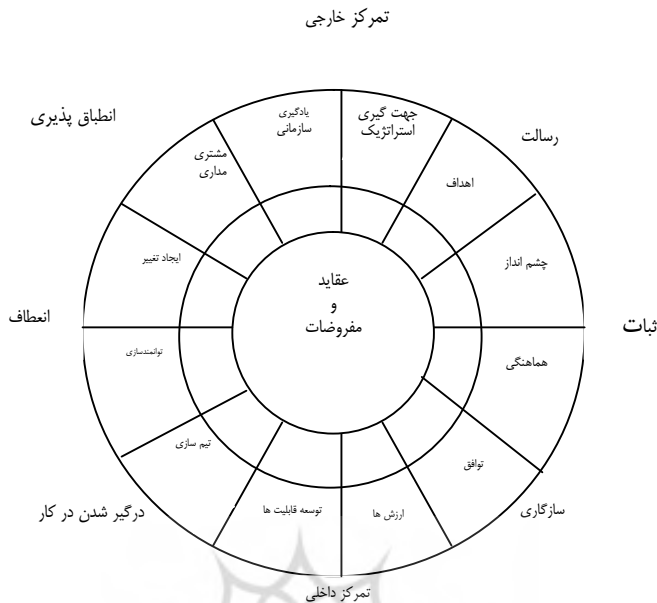 تمرکز خارجی
انطباق پذیری
رسالت
یادگیری
سازمانی
جهت گیری
استراتژیک
مشتری
مداری
اهداف
ایجاد تغییر
چشم انداز
عقاید
و
مفروضات
انعطاف
ثبات
توانمندسازی
هماهنگی
تیم سازی
توافق
توسعه قابلیت ها
ارزش ها
درگیر شدن در کار
سازگاری
تمرکز داخلی